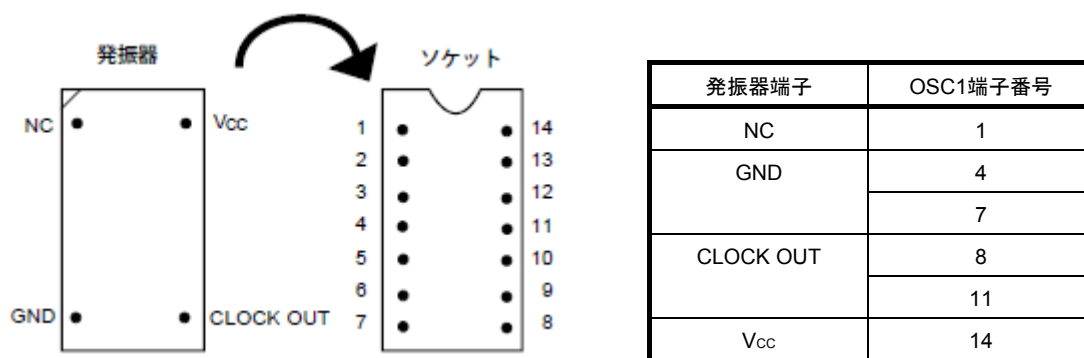 発振器
ソケット
NC
Vcc
GND
CLOCK OUT
1 14
2 13
3 12
4 11
5 10
6 9
7 8
発振器端子 OSC1端子番号
NC 1
GND 4
7
CLOCK OUT 8
11
Vcc 14